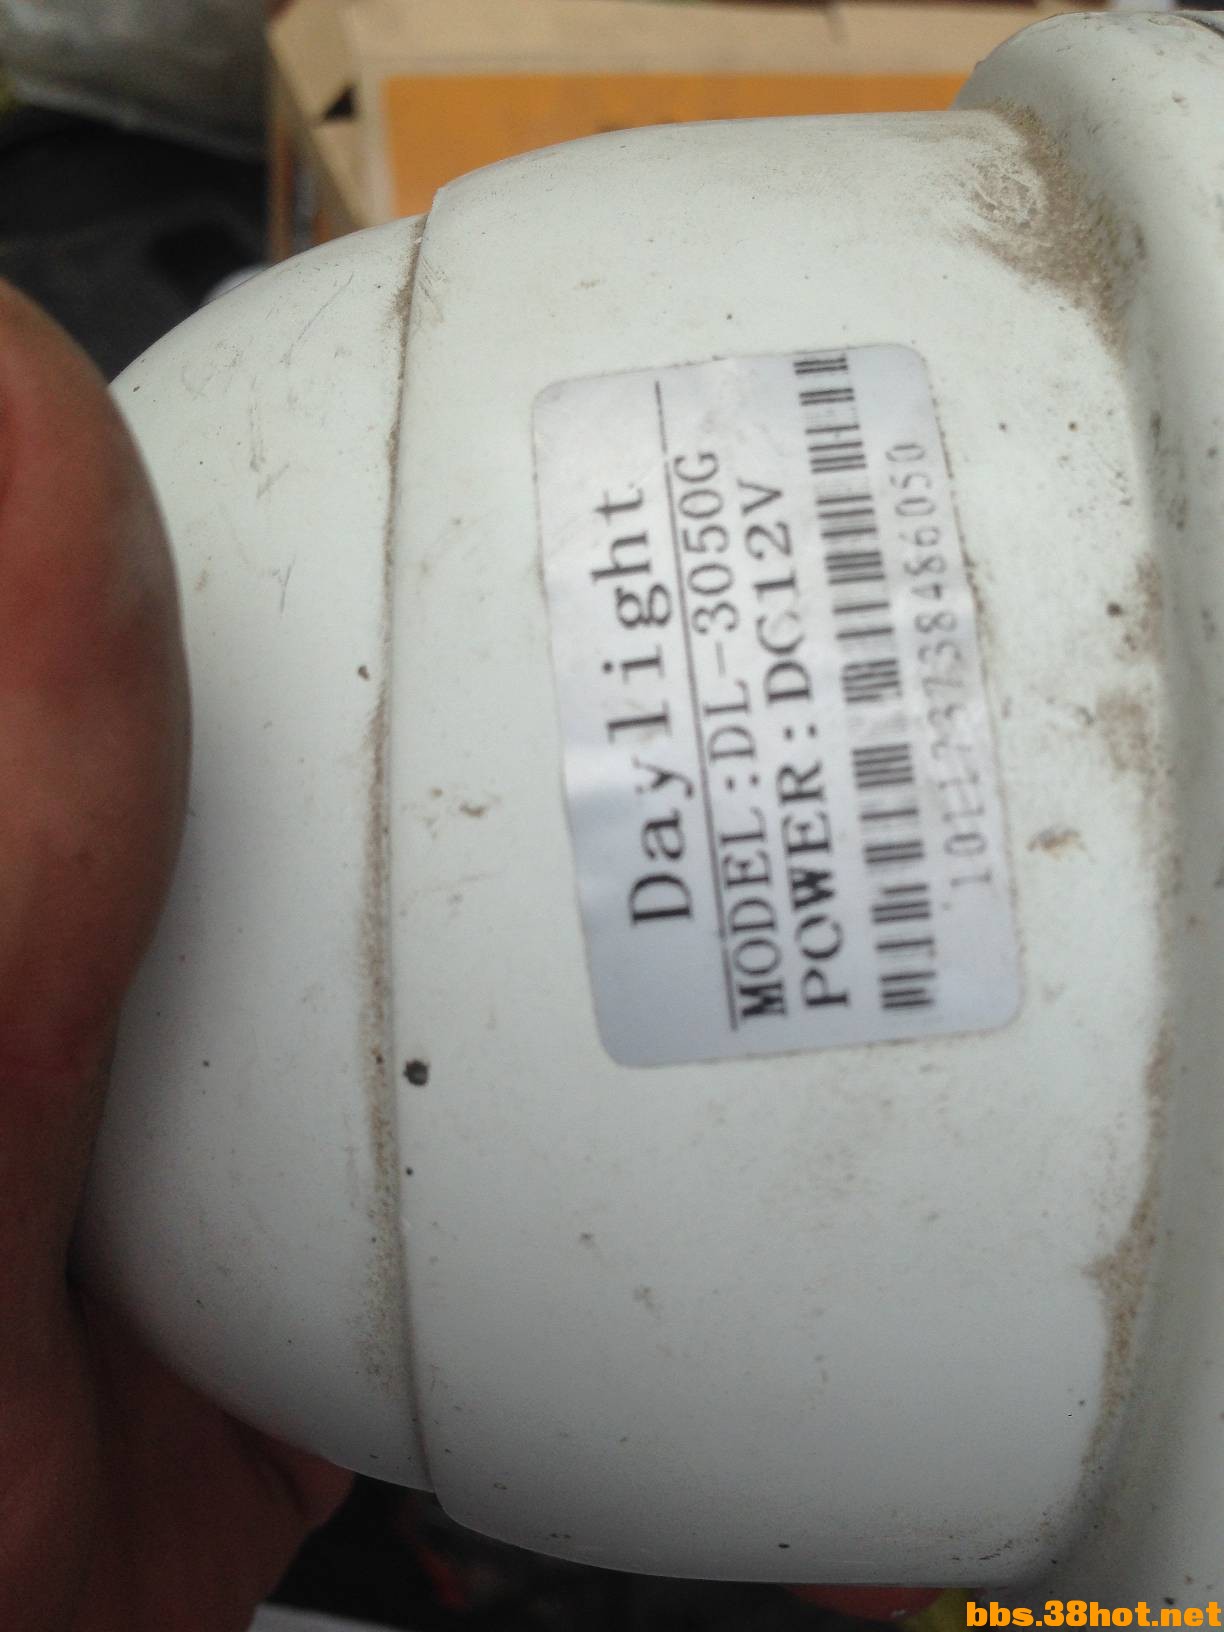 Daylight
MODEL:DL-3050G
POWER:DC12V
bbs.38hot.net